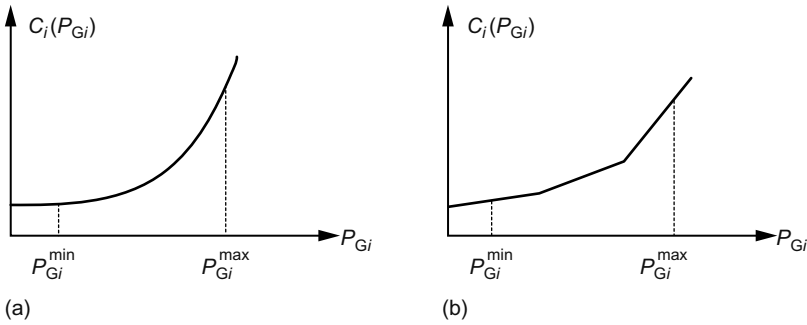 C_i(P_Gi)
P_Gi^min
P_Gi^max
P_Gi
(a)
C_i(P_Gi)
P_Gi^min
P_Gi^max
P_Gi
(b)